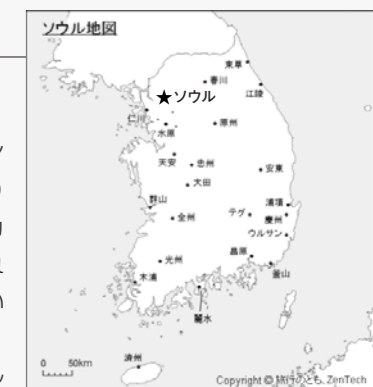 ソウル地図
束草
春川
江陵
★ソウル
仁川
原州
水原
天安
忠州
安東
大田
群山
浦項
テグ
慶州
全州
ウルサン
光州
昌原
釜山
木浦
麗水
0 50km
済州
Copyright © 旅行のとも、ZenTech